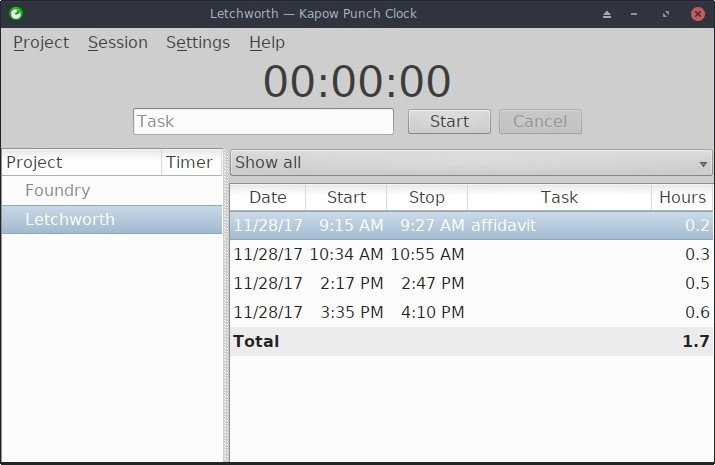 Letchworth — Kapow Punch Clock
Project Session Settings Help
00:00:00
Task Start Cancel
Project Timer
Foundry
Letchworth
Show all
Date Start Stop Task Hours
11/28/17 9:15 AM 9:27 AM affidavit 0.2
11/28/17 10:34 AM 10:55 AM 0.3
11/28/17 2:17 PM 2:47 PM 0.5
11/28/17 3:35 PM 4:10 PM 0.6
Total 1.7